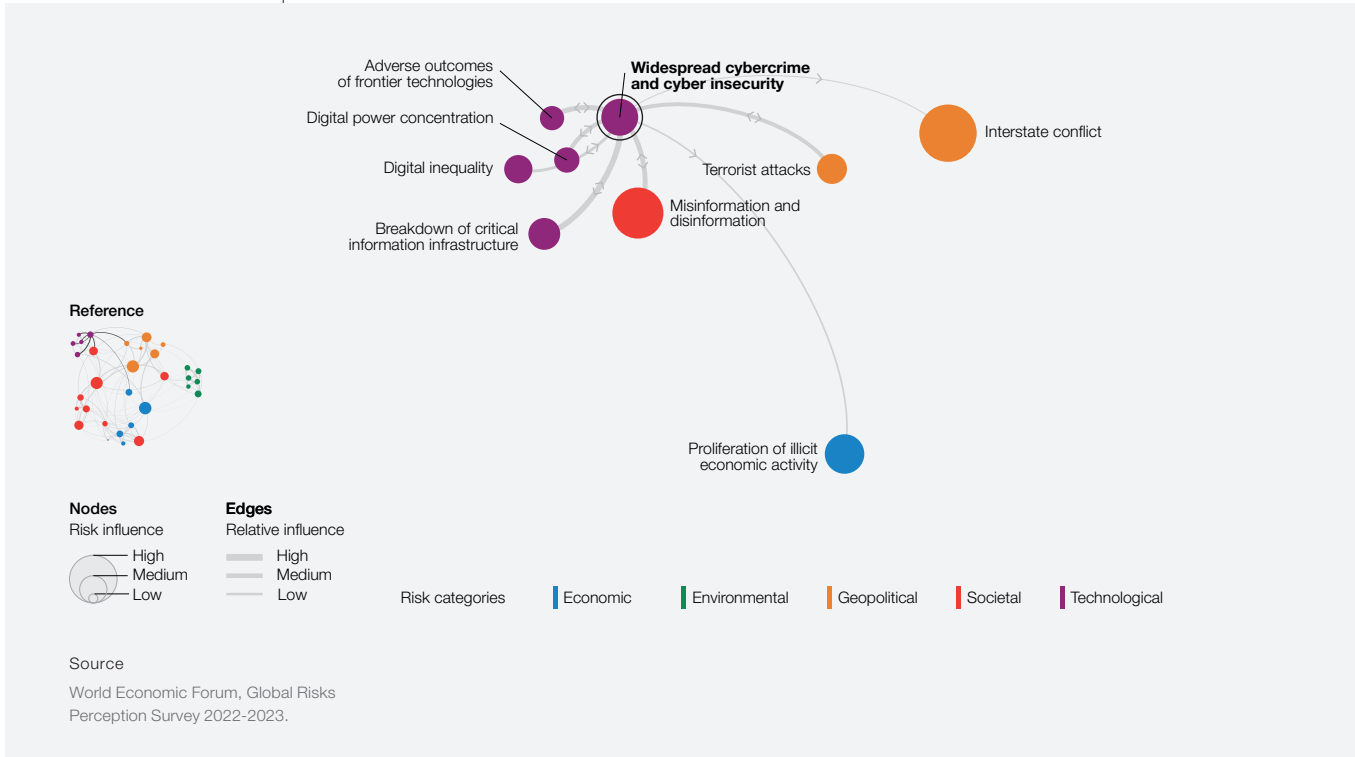 Adverse outcomes
of frontier technologies
Widespread cybercrime
and cyber insecurity
Digital power concentration
Interstate conflict
Digital inequality
Terrorist attacks
Misinformation and
disinformation
Breakdown of critical
information infrastructure
Reference
Proliferation of illicit
economic activity
Nodes
Risk influence
High
Medium
Low
Edges
Relative influence
High
Medium
Low
Risk categories
Economic
Environmental
Geopolitical
Societal
Technological
Source
World Economic Forum, Global Risks
Perception Survey 2022-2023.